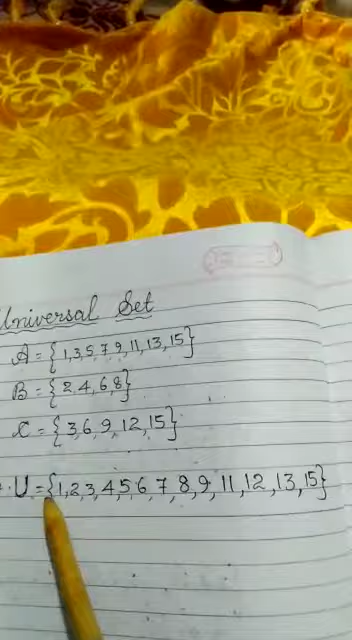 Universal Set
A = {1,3,5,7,9,11,13,15}
B = {2,4,6,8}
C = {3,6,9,12,15}
U = {1,2,3,4,5,6,7,8,9,11,12,13,15}